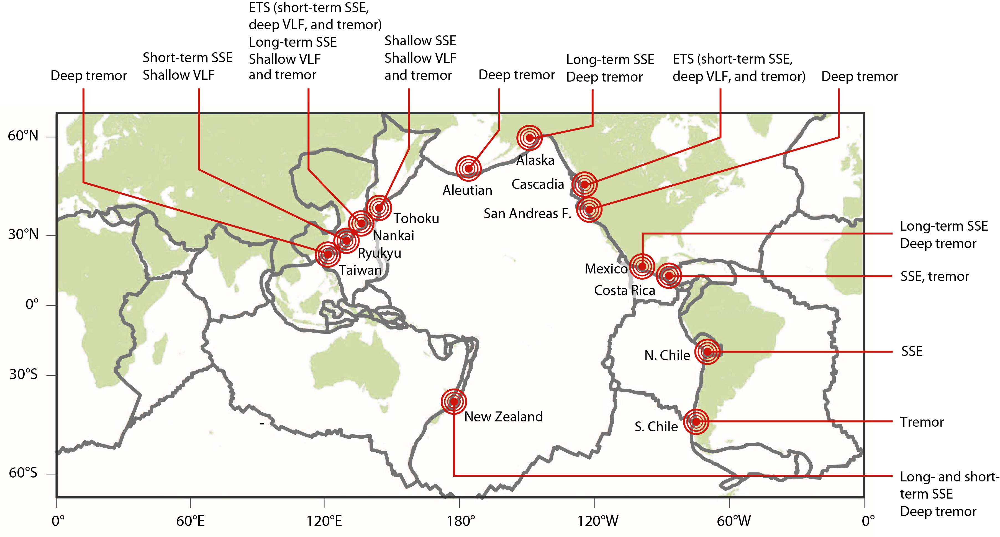 ETS (short-term SSE,
deep VLF, and tremor)
Long-term SSE
Shallow VLF
and tremor
Shallow SSE
Shallow VLF
and tremor
Short-term SSE
Shallow VLF
Deep tremor
Deep tremor
Long-term SSE
Deep tremor
ETS (short-term SSE,
deep VLF, and tremor)
Deep tremor
60°N
30°N
0°
30°S
60°S
Alaska
Aleutian
Cascadia
San Andreas F.
Tohoku
Nankai
Ryukyu
Taiwan
Mexico
Costa Rica
N. Chile
S. Chile
New Zealand
-
Long-term SSE
Deep tremor
SSE, tremor
SSE
Tremor
Long- and short-
term SSE
Deep tremor
0°
60°E
120°E
180°
120°W
60°W
0°